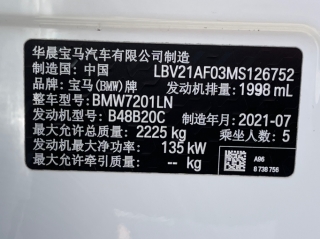 华晨宝马汽车有限公司制造
制造国: 中国 LBV21AF03MS126752
品牌: 宝马(BMW)牌 发动机排量: 1998 mL
整车型号: BMW7201LN
发动机型号: B48B20C 制造年月: 2021-07
最大允许总质量: 2225 kg 乘坐人数: 5
发动机最大净功率: 135 kW A96
最大允许牵引质量: -- kg 8 738 756